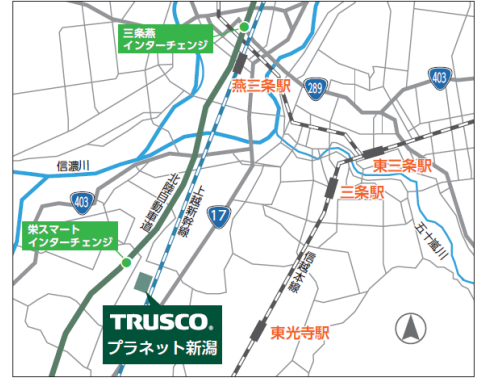 三条燕
インターチェンジ
燕三条駅
289
403
東三条駅
三条駅
信濃川
403
北陸自動車道
上越新幹線
17
五十嵐川
栄スマート
インターチェンジ
信越本線
TRUSCO®
プラネット新潟
東光寺駅